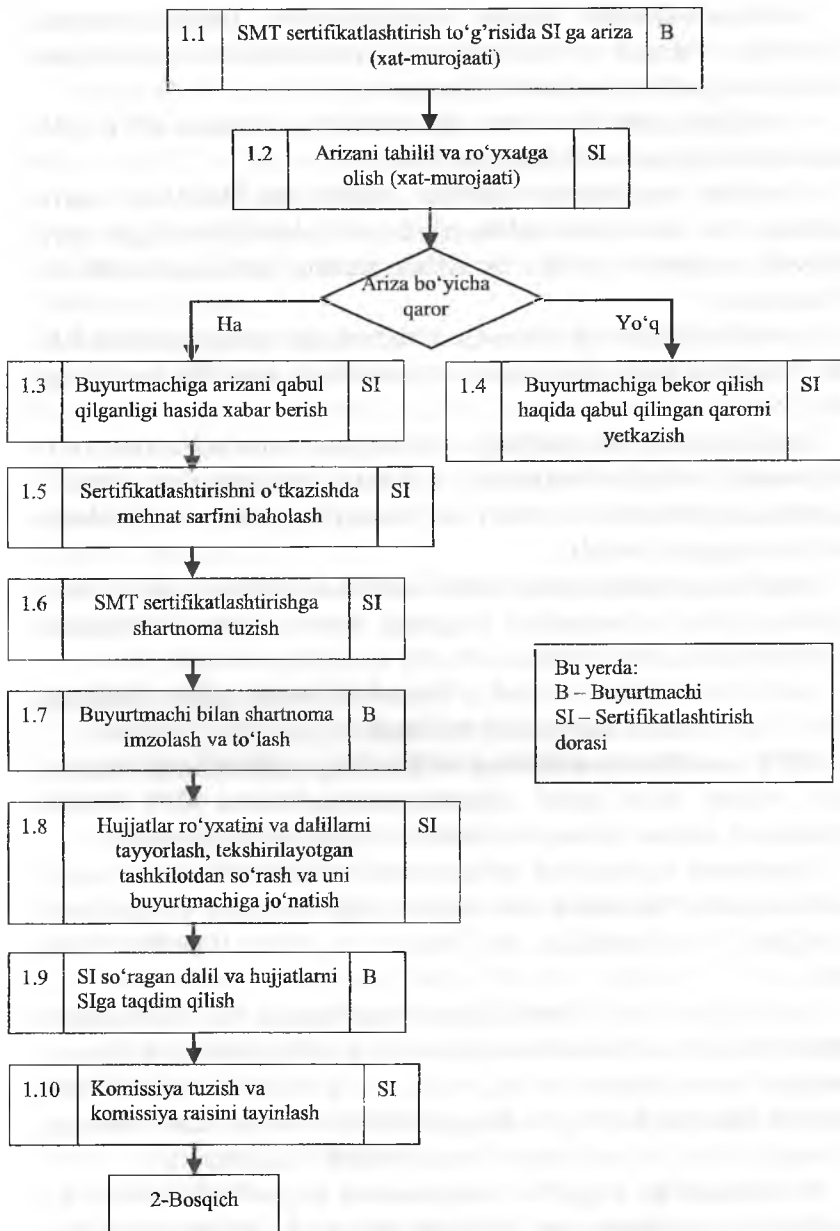 1.1 SMT sertifikatlashtirish to‘g‘risida SI ga ariza B
(xat-murojaati)
1.2 Arizani tahilil va ro‘yxatga SI
olish (xat-murojaati)
Ariza bo‘yicha
qaror
Ha
Yo‘q
1.3 Buyurtmachiga arizani qabul SI
qilganligi hasida xabar berish
1.4 Buyurtmachiga bekor qilish SI
haqida qabul qilingan qarorni
yetkazish
1.5 Sertifikatlashtirishni o‘tkazishda SI
mehnat sarfini baholash
1.6 SMT sertifikatlashtirishga SI
shartnoma tuzish
Bu yerda:
B – Buyurtmachi
SI – Sertifikatlashtirish
dorasi
1.7 Buyurtmachi bilan shartnoma B
imzolash va to‘lash
1.8 Hujjatlar ro‘yxatini va dalillarni SI
tayyorlash, tekshirilayotgan
tashkilotdan so‘rash va uni
buyurtmachiga jo‘natish
1.9 SI so‘ragan dalil va hujjatlarni B
SIga taqdim qilish
1.10 Komissiya tuzish va SI
komissiya raisini tayinlash
2-Bosqich